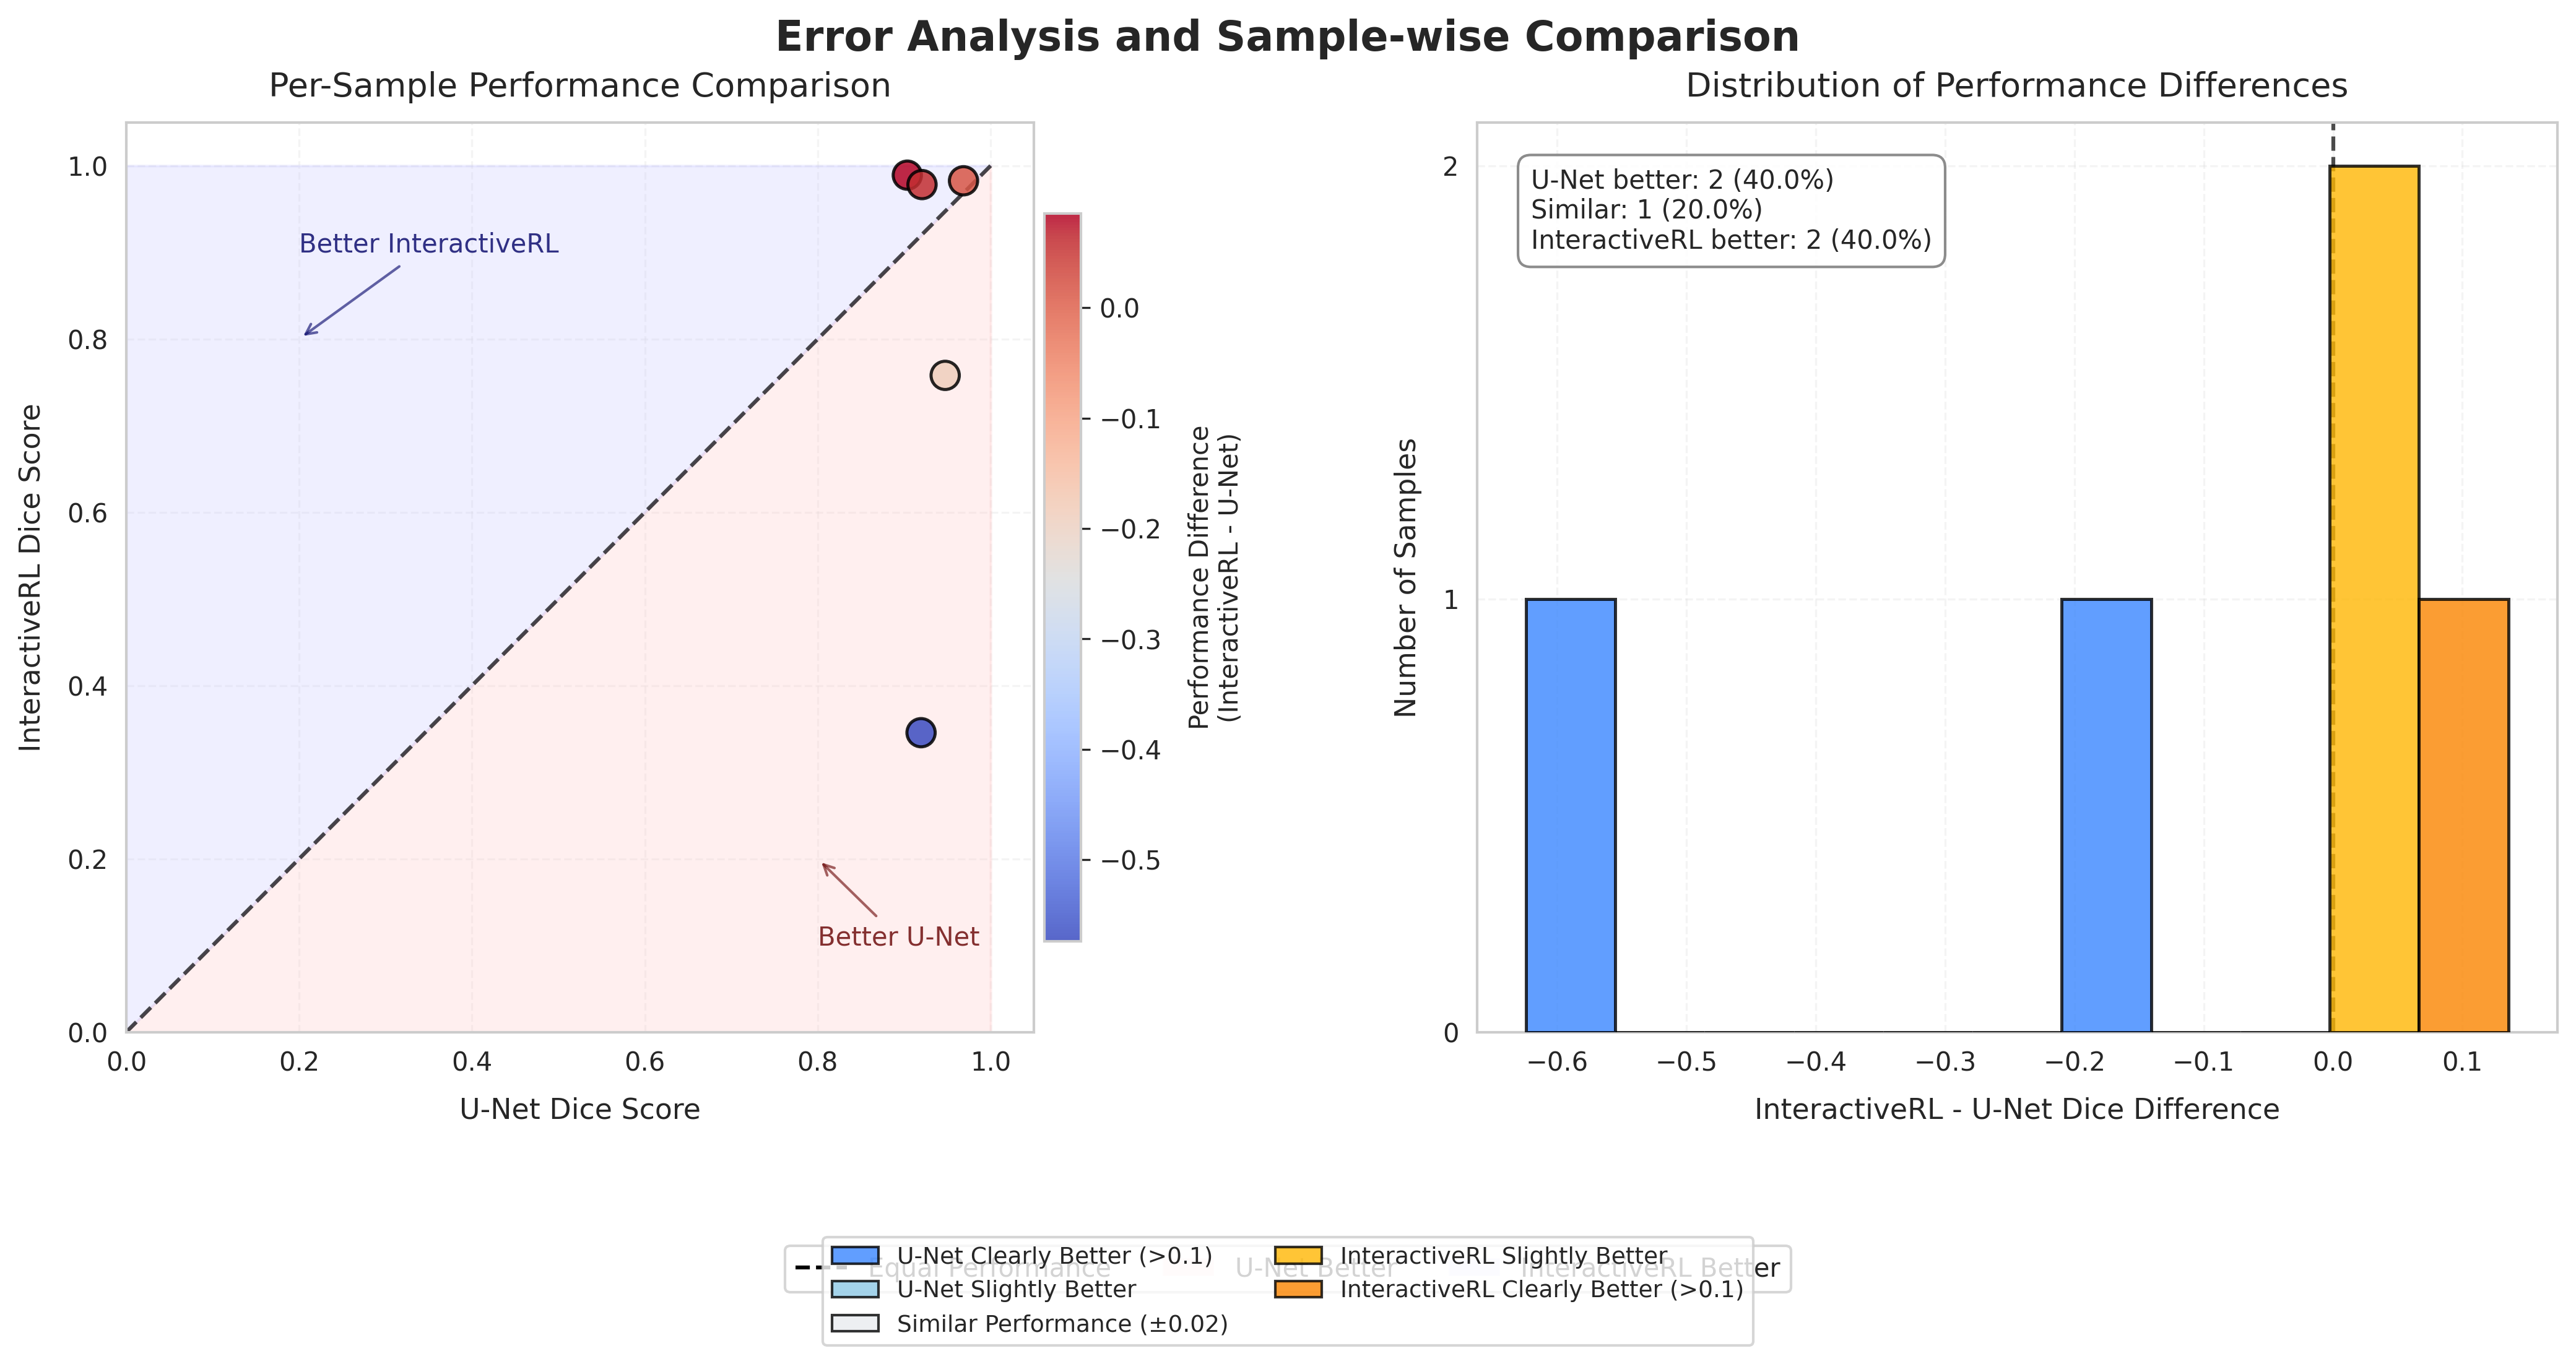 Error Analysis and Sample-wise Comparison
Per-Sample Performance Comparison
1.0
0.8
0.6
0.4
0.2
0.0
InteractiveRL Dice Score
Better InteractiveRL
Better U-Net
0.0 0.2 0.4 0.6 0.8 1.0
U-Net Dice Score
0.0
−0.1
−0.2
−0.3
−0.4
−0.5
Performance Difference
(InteractiveRL - U-Net)
Distribution of Performance Differences
2
1
0
Number of Samples
U-Net better: 2 (40.0%)
Similar: 1 (20.0%)
InteractiveRL better: 2 (40.0%)
−0.6 −0.5 −0.4 −0.3 −0.2 −0.1 0.0 0.1
InteractiveRL - U-Net Dice Difference
Equal Performance U-Net Better InteractiveRL Better
U-Net Clearly Better (>0.1)
U-Net Slightly Better
Similar Performance (±0.02)
InteractiveRL Slightly Better
InteractiveRL Clearly Better (>0.1)